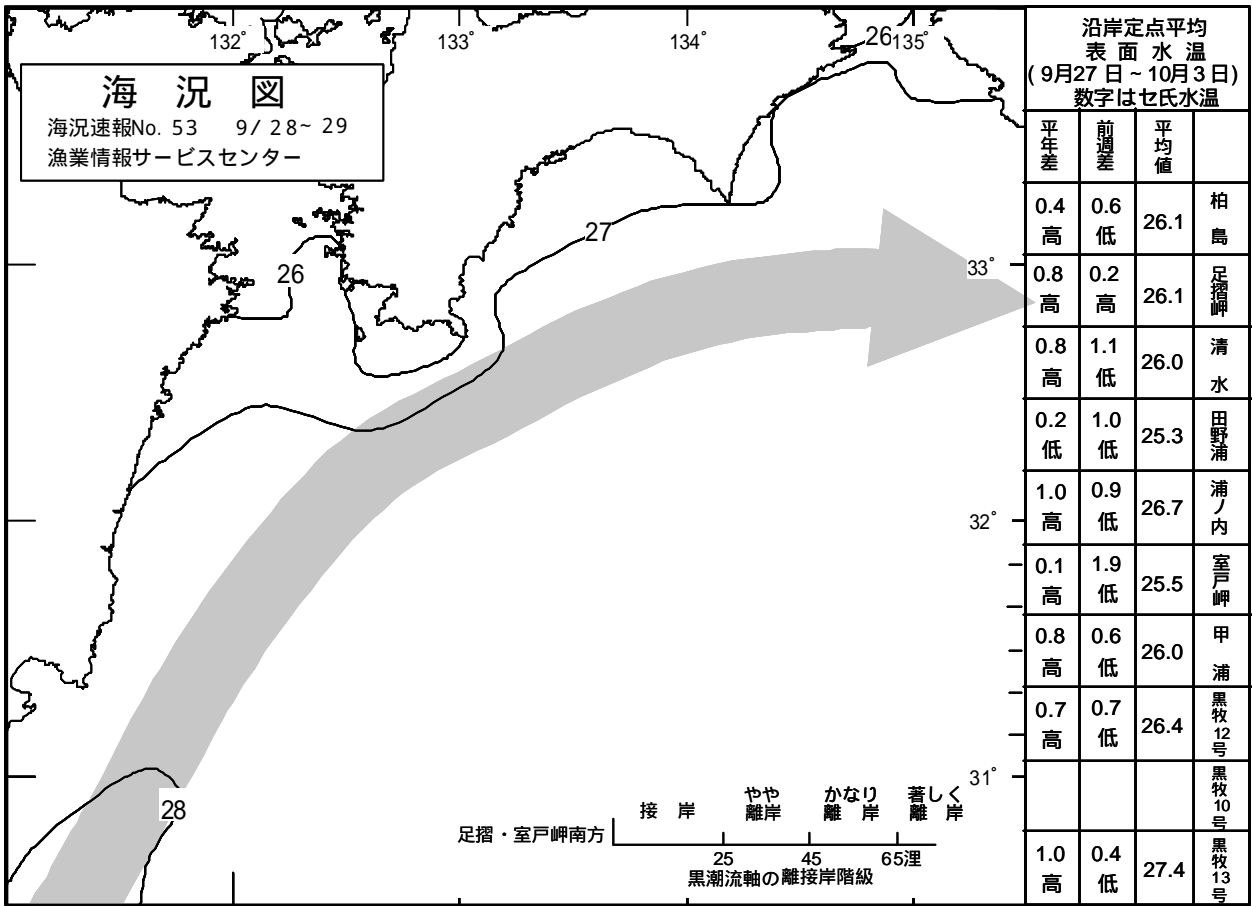 132°
133°
134°
135°
海 況 図
海況速報No. 53 9/ 28~ 29
漁業情報サービスセンター
26
27
26
28
33°
32°
31°
足摺・室戸岬南方
接 岸
やや
離岸
かなり
離 岸
著しく
離 岸
25
45
65浬
黒潮流軸の離接岸階級
沿岸定点平均
表 面 水 温
( 9月27 日 ~ 10月3 日)
数字はセ氏水温
平年差 前週差 平均値
0.4 高 0.6 低 26.1 柏島
0.8 高 0.2 高 26.1 足摺岬
0.8 高 1.1 低 26.0 清水
0.2 低 1.0 低 25.3 田野浦
1.0 高 0.9 低 26.7 浦ノ内
0.1 高 1.9 低 25.5 室戸岬
0.8 高 0.6 低 26.0 甲浦
0.7 高 0.7 低 26.4 黒牧12号
黒牧10号
1.0 高 0.4 低 27.4 黒牧13号